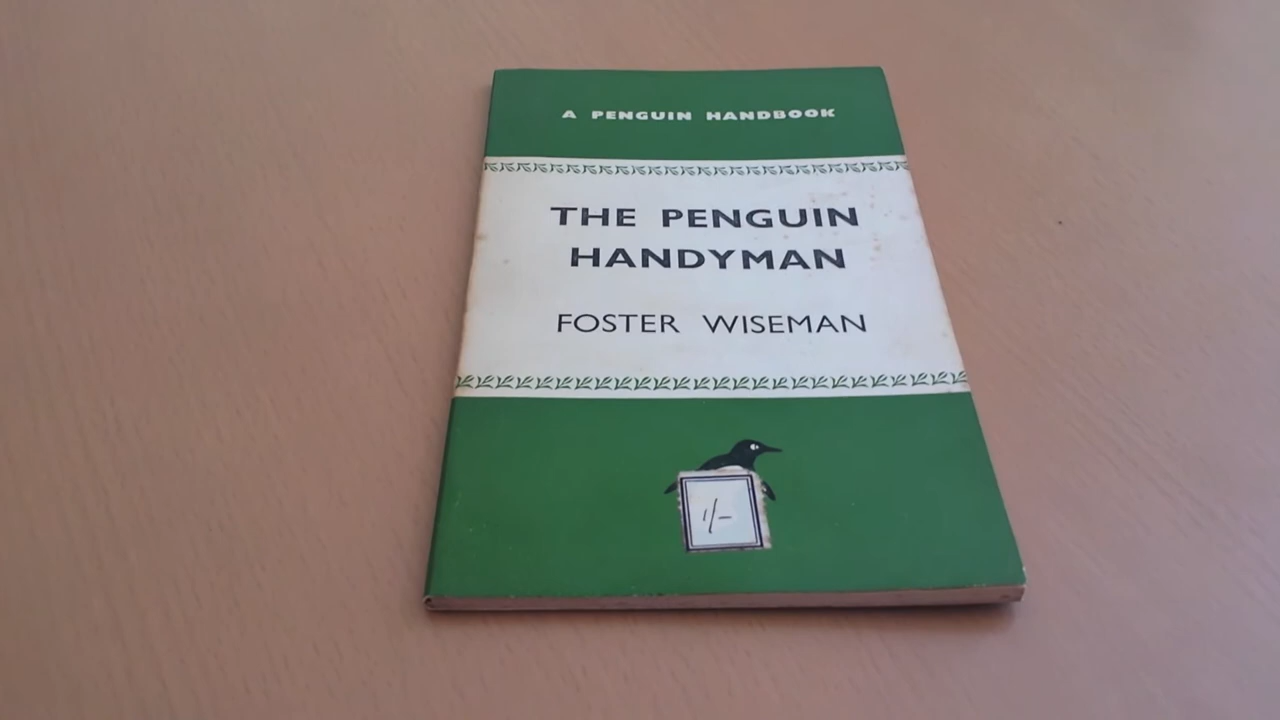 A PENGUIN HANDBOOK
THE PENGUIN
HANDYMAN
FOSTER WISEMAN
1/-